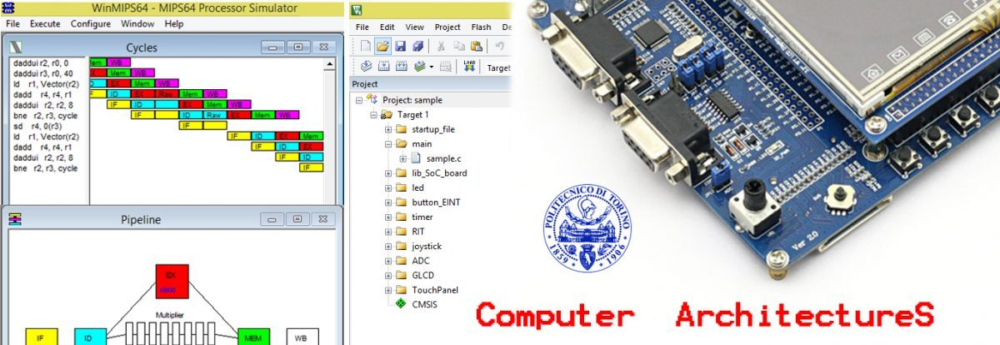 WinMIPS64 - MIPS64 Processor Simulator
File Execute Configure Window Help
Cycles
daddui r2, r0, 0
Mem WB
daddui r3, r0, 40
EX Mem WB
ld r1, Vector(r2)
ID EX Mem WB
dadd r4, r4, r1
IF ID EX Raw Mem WB
daddui r2, r2, 8
IF ID EX Mem WB
bne r2, r3, cycle
IF ID Raw EX Mem WB
sd r4, 0(r3)
IF
ld r1, Vector(r2)
IF ID EX Mem
dadd r4, r4, r1
IF ID EX
daddui r2, r2, 8
IF ID
bne r2, r3, cycle
IF
Pipeline
EX
dadd
Multiplier
IF ID MEM WB
File Edit View Project Flash De
LOAD Target
Project
Project: sample
Target 1
startup_file
main
sample.c
lib_SoC_board
led
button_EINT
timer
RIT
joystick
ADC
GLCD
TouchPanel
CMSIS
POLITECNICO DI TORINO
1859 1906
Ver 2.0
Computer ArchitectureS